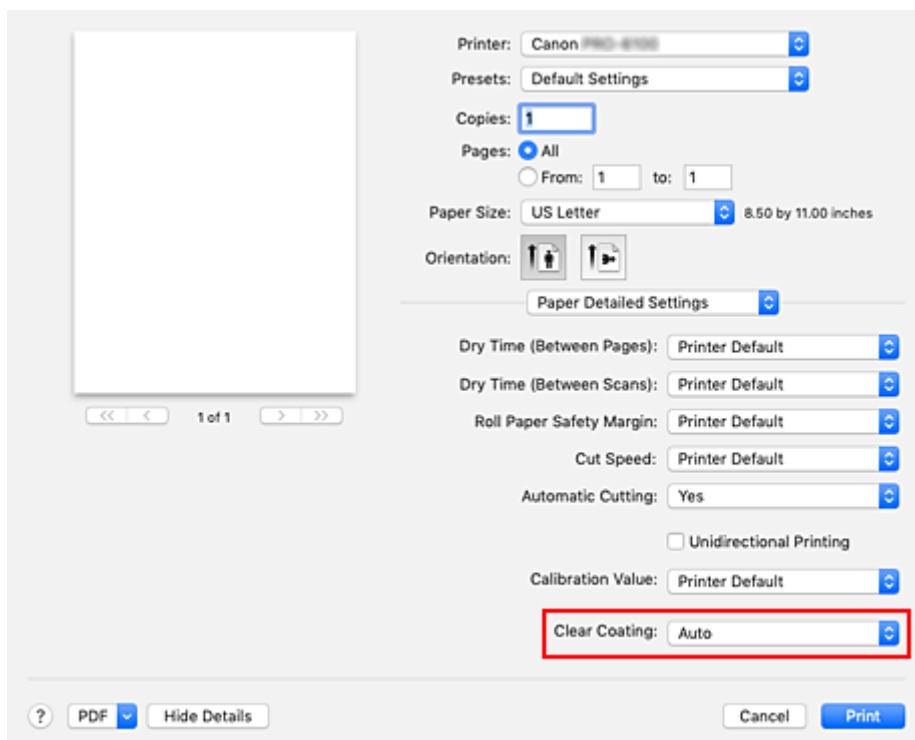 Printer: Canon
Presets: Default Settings
Copies: 1
Pages: All
From: 1 to: 1
Paper Size: US Letter 8.50 by 11.00 inches
Orientation:
Paper Detailed Settings
Dry Time (Between Pages): Printer Default
Dry Time (Between Scans): Printer Default
1 of 1
Roll Paper Safety Margin: Printer Default
Cut Speed: Printer Default
Automatic Cutting: Yes
Unidirectional Printing
Calibration Value: Printer Default
Clear Coating: Auto
? PDF Hide Details Cancel Print